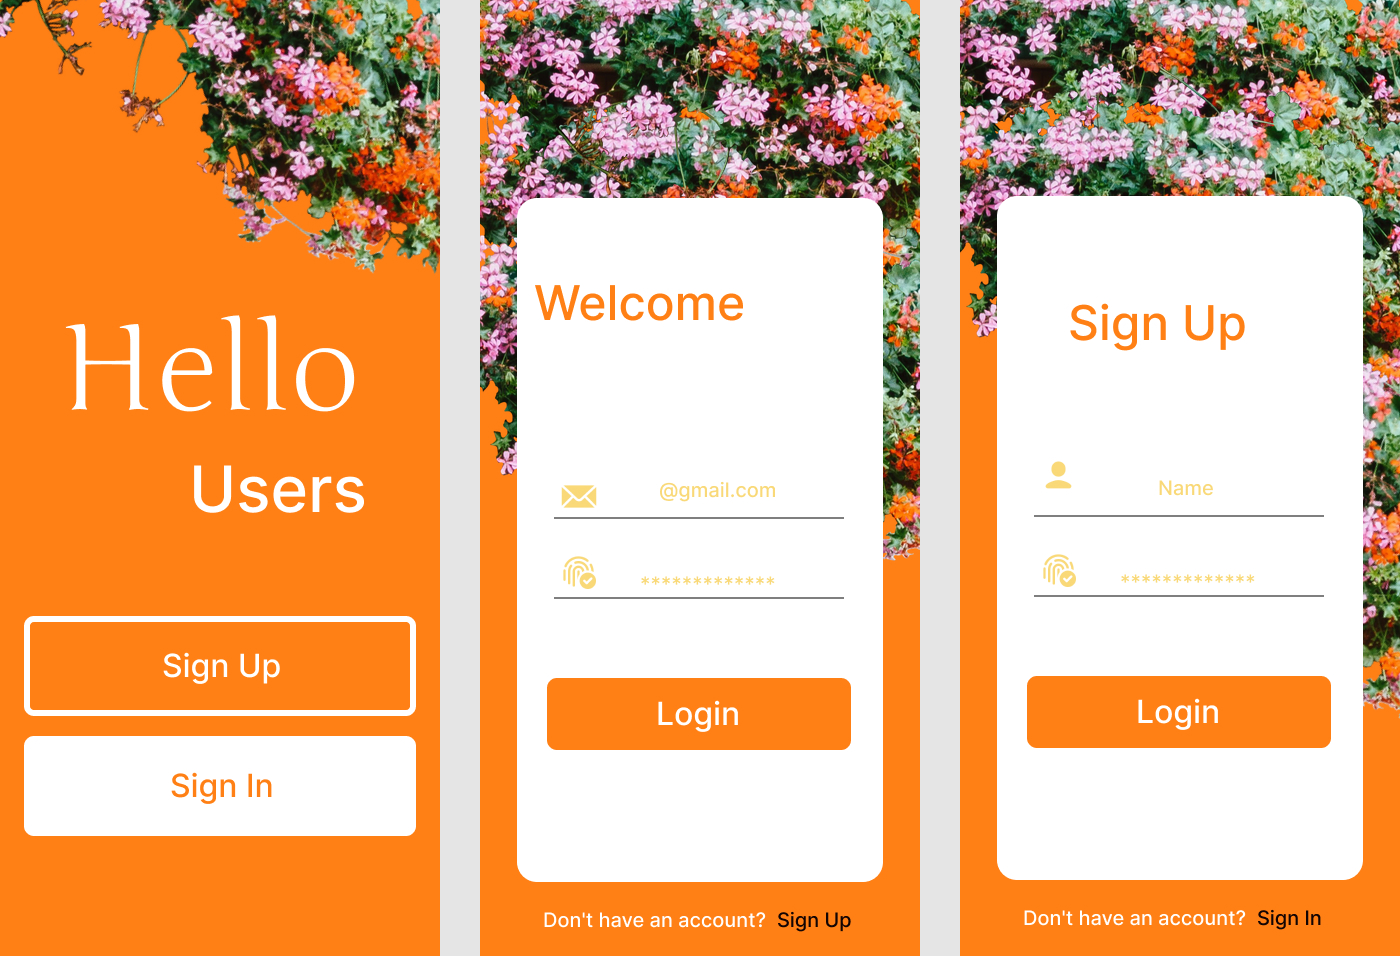 Hello
Users
Sign Up
Sign In
Welcome
@gmail.com
*************
Login
Don't have an account? Sign Up
Sign Up
Name
*************
Login
Don't have an account? Sign In